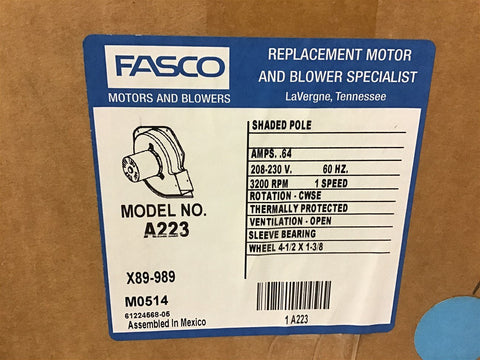 FASCO
MOTORS AND BLOWERS
REPLACEMENT MOTOR
AND BLOWER SPECIALIST
LaVergne, Tennessee
MODEL NO.
A223
X89-989
M0514
61224568-05
Assembled In Mexico
SHADED POLE
AMPS. .64
208-230 V. 60 HZ.
3200 RPM 1 SPEED
ROTATION - CWSE
THERMALLY PROTECTED
VENTILATION - OPEN
SLEEVE BEARING
WHEEL 4-1/2 X 1-3/8
1 A223